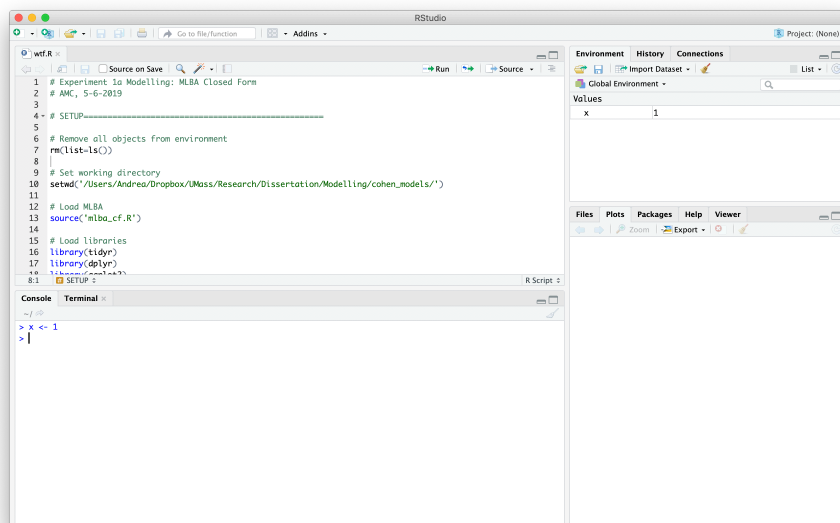 RStudio
Go to file/function
Addins
Project: (None)
wtf.R
Source on Save
Run
Source
1 # Experiment 1a Modelling: MLBA Closed Form
2 # AMC, 5-6-2019
3
4 # SETUP==================================================
5
6 # Remove all objects from environment
7 rm(list=ls())
8
9 # Set working directory
10 setwd('/Users/Andrea/Dropbox/UMass/Research/Dissertation/Modelling/cohen_models/')
11
12 # Load MLBA
13 source('mlba_cf.R')
14
15 # Load libraries
16 library(tidyr)
17 library(dplyr)
18 library(ggplot2)
8:1 SETUP
R Script
Console Terminal
~/
> x <- 1
>
Environment History Connections
Import Dataset
List
Global Environment
Values
x 1
Files Plots Packages Help Viewer
Zoom Export